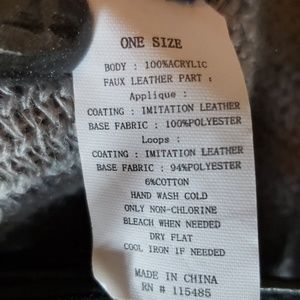 ONE SIZE
BODY : 100%ACRYLIC
FAUX LEATHER PART :
Applique :
COATING : IMITATION LEATHER
BASE FABRIC : 100%POLYESTER
Loops :
COATING : IMITATION LEATHER
BASE FABRIC : 94%POLYESTER
6%COTTON
HAND WASH COLD
ONLY NON-CHLORINE
BLEACH WHEN NEEDED
DRY FLAT
COOL IRON IF NEEDED
MADE IN CHINA
RN # 115485